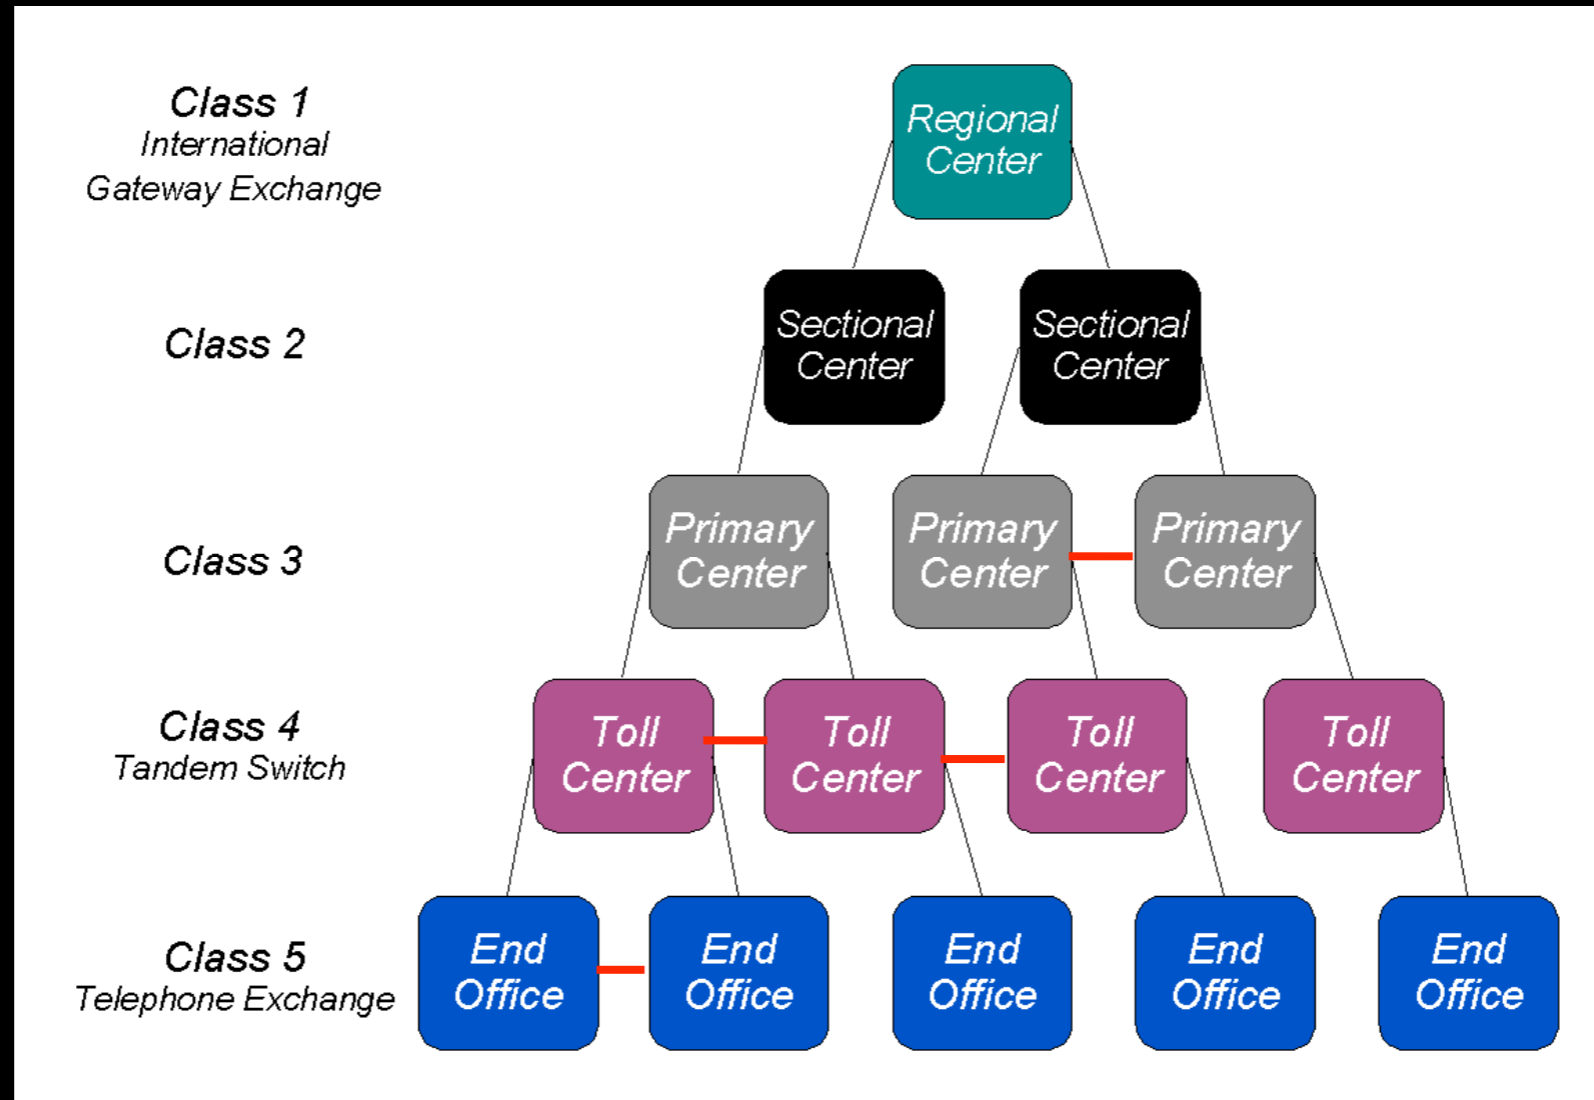 Class 1
International
Gateway Exchange
Regional
Center
Class 2
Sectional
Center
Sectional
Center
Class 3
Primary
Center
Primary
Center
Primary
Center
Class 4
Tandem Switch
Toll
Center
Toll
Center
Toll
Center
Toll
Center
Class 5
Telephone Exchange
End
Office
End
Office
End
Office
End
Office
End
Office